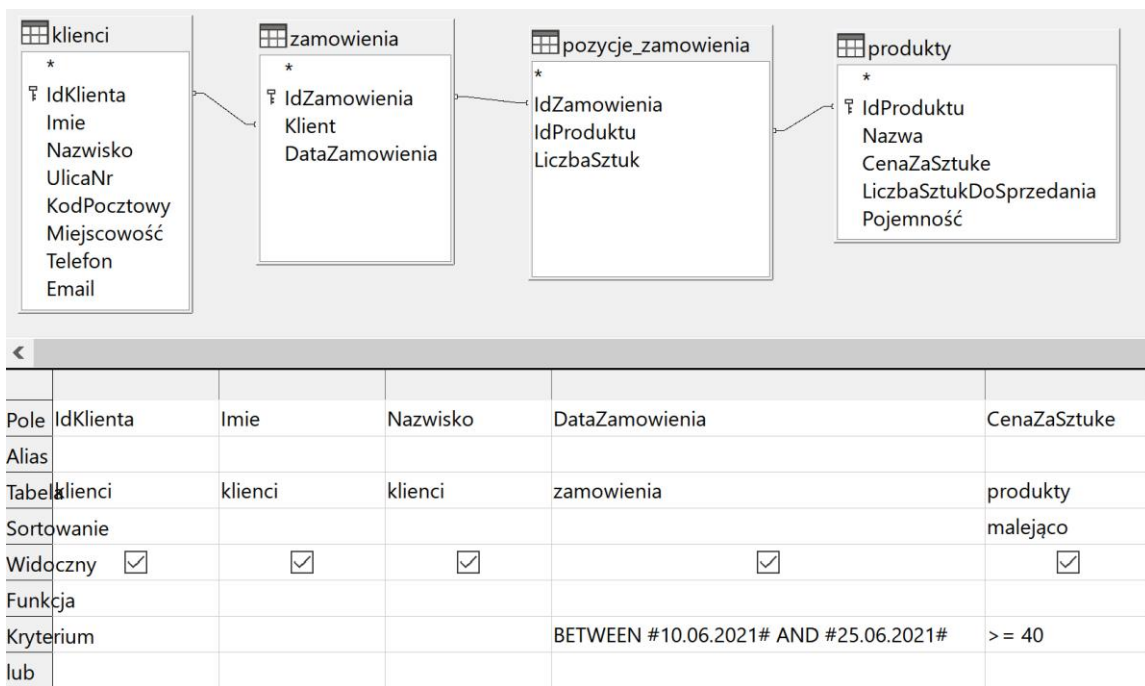 klienci
*
IdKlienta
Imie
Nazwisko
UlicaNr
KodPocztowy
Miejscowość
Telefon
Email
zamowienia
*
IdZamowienia
Klient
DataZamowienia
pozycje_zamowienia
*
IdZamowienia
IdProduktu
LiczbaSztuk
produkty
*
IdProduktu
Nazwa
CenaZaSztuke
LiczbaSztukDoSprzedania
Pojemność
Pole IdKlienta Imie Nazwisko DataZamowienia CenaZaSztuke
Alias
Tabela klienci klienci klienci zamowienia produkty
Sortowanie malejąco
Widoczny
Funkcja
Kryterium BETWEEN #10.06.2021# AND #25.06.2021# >= 40
lub